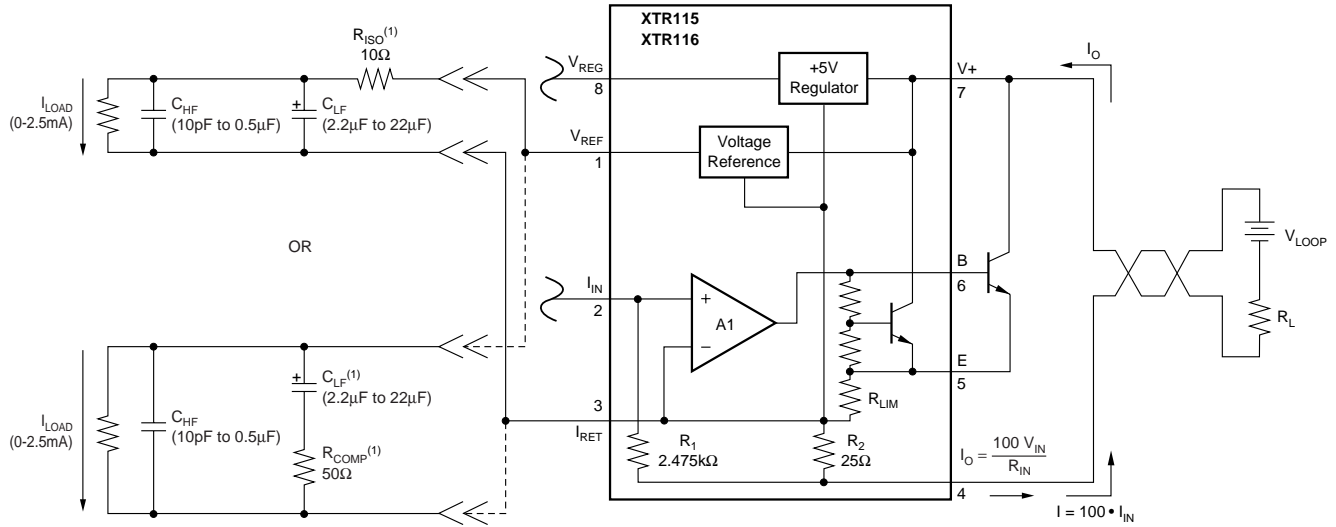 XTR115
XTR116
R_ISO(1)
10Ω
V_REG
8
+5V
Regulator
V+
7
I_O
I_LOAD
(0-2.5mA)
C_HF
(10pF to 0.5µF)
+
C_LF
(2.2µF to 22µF)
V_REF
1
Voltage
Reference
OR
V_LOOP
B
6
I_IN
2
+
A1
−
R_L
E
5
R_LIM
+
C_LF(1)
(2.2µF to 22µF)
I_LOAD
(0-2.5mA)
C_HF
(10pF to 0.5µF)
3
I_RET
R_1
2.475kΩ
R_2
25Ω
R_COMP(1)
50Ω
I_O = 100 V_IN
R_IN
4
I = 100 • I_IN